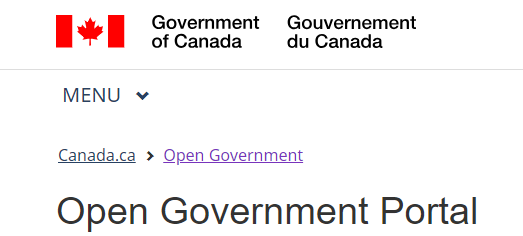 Government of Canada
Gouvernement du Canada
MENU
Canada.ca > Open Government
Open Government Portal